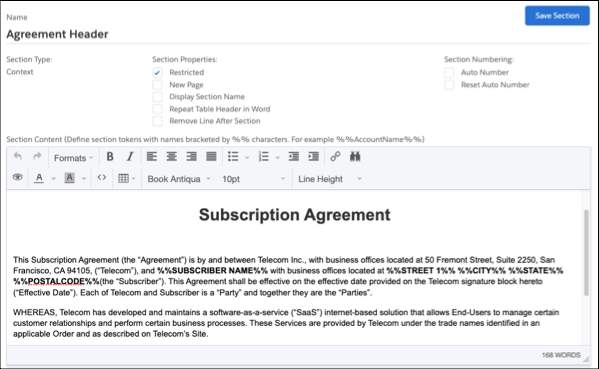 Name
Save Section
Agreement Header
Section Type:
Section Properties:
Section Numbering:
Context
Restricted
Auto Number
New Page
Reset Auto Number
Display Section Name
Repeat Table Header in Word
Remove Line After Section
Section Content (Define section tokens with names bracketed by %% characters. For example %%AccountName%%)
Formats
B I
A A <> Book Antiqua 10pt Line Height
Subscription Agreement
This Subscription Agreement (the “Agreement”) is by and between Telecom Inc., with business offices located at 50 Fremont Street, Suite 2250, San
Francisco, CA 94105, (“Telecom”), and %%SUBSCRIBER NAME%% with business offices located at %%STREET 1%% %%CITY%% %%STATE%%
%%POSTALCODE%%(the “Subscriber”). This Agreement shall be effective on the effective date provided on the Telecom signature block hereto
(“Effective Date”). Each of Telecom and Subscriber is a “Party” and together they are the “Parties”.
WHEREAS, Telecom has developed and maintains a software-as-a-service (“SaaS”) internet-based solution that allows End-Users to manage certain
customer relationships and perform certain business processes. These Services are provided by Telecom under the trade names identified in an
applicable Order and as described on Telecom’s Site.
168 WORDS